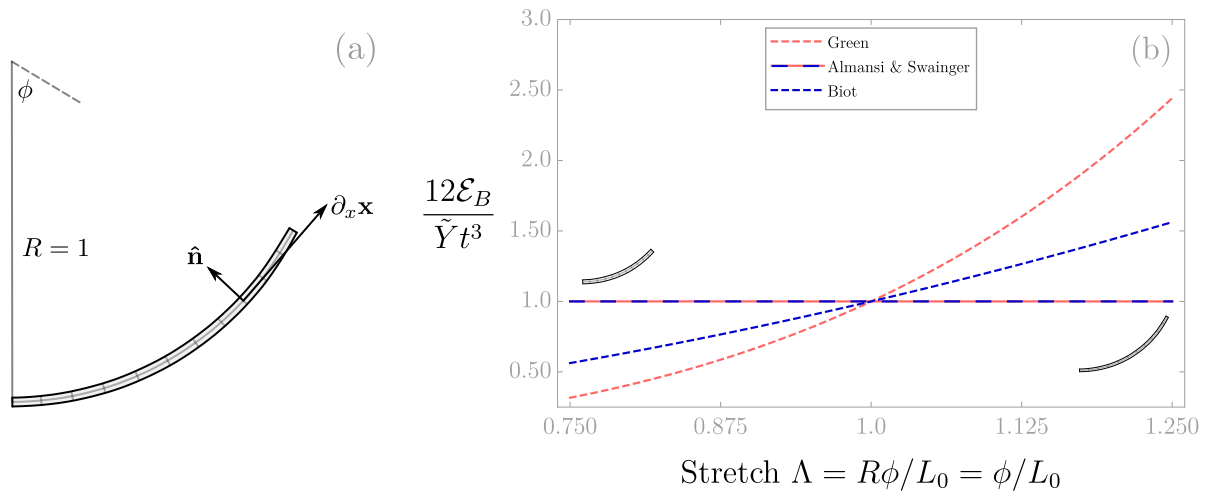 (a)
ϕ
R = 1
n̂
∂ₓx
(b)
Green
Almansi & Swainger
Biot
12ℰ_B
Ỹt³
3.0
2.50
2.0
1.50
1.0
0.50
0.750
0.875
1.0
1.125
1.250
Stretch Λ = Rϕ/L₀ = ϕ/L₀